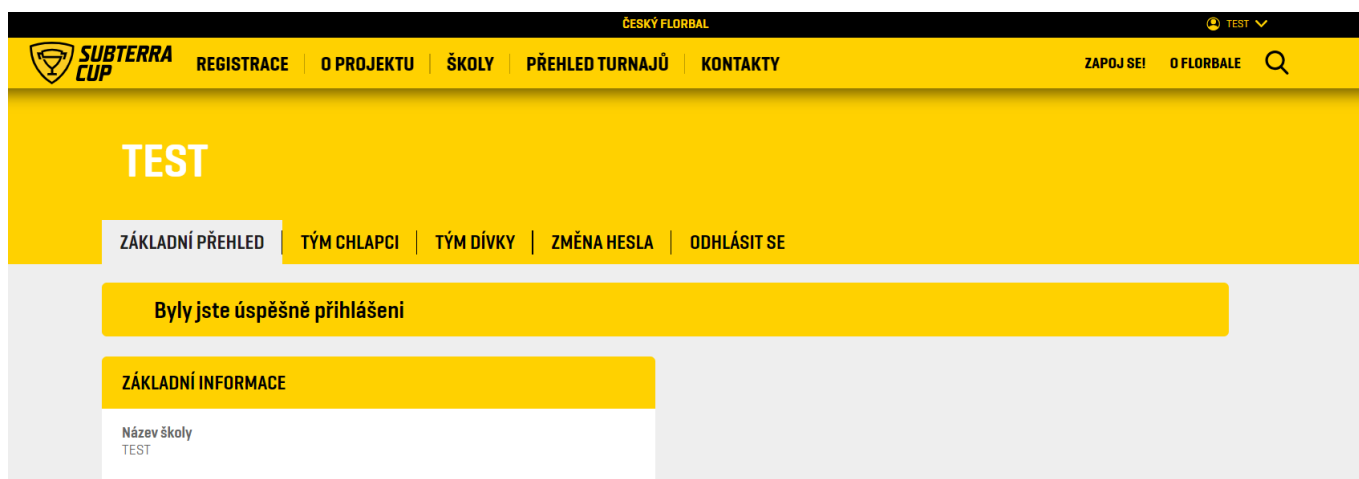 ČESKÝ FLORBAL
TEST
SUBTERRA CUP
REGISTRACE O PROJEKTU ŠKOLY PŘEHLED TURNAJŮ KONTAKTY
ZAPOJ SE! O FLORBALE
TEST
ZÁKLADNÍ PŘEHLED TÝM CHLAPCI TÝM DÍVKY ZMĚNA HESLA ODHLÁSIT SE
Byly jste úspěšně přihlášeni
ZÁKLADNÍ INFORMACE
Název školy
TEST